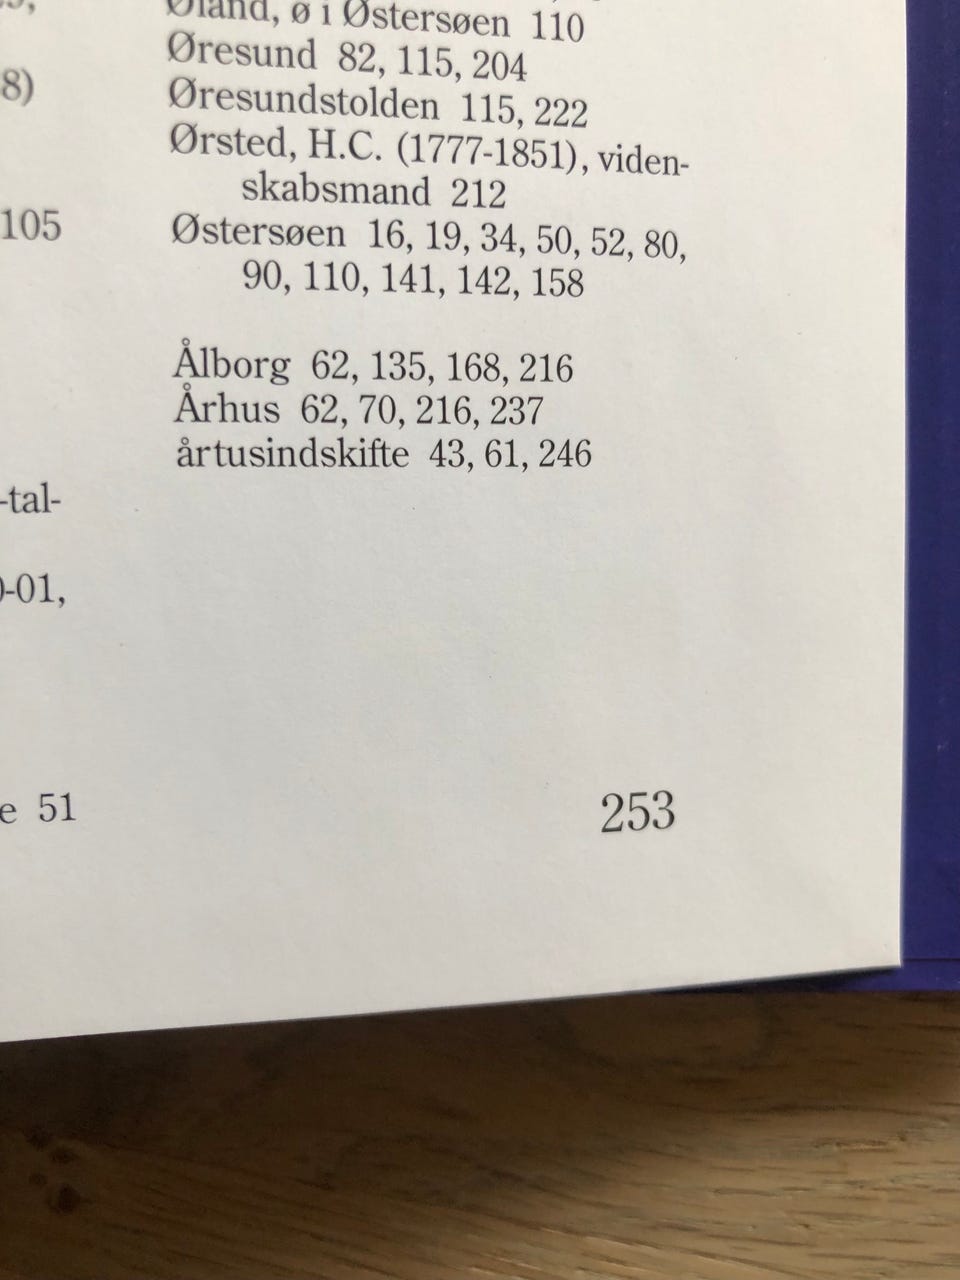 8)
105
-tal-
-01,
e 51
Øland, ø i Østersøen 110
Øresund 82, 115, 204
Øresundstolden 115, 222
Ørsted, H.C. (1777-1851), viden-
skabsmand 212
Østersøen 16, 19, 34, 50, 52, 80,
90, 110, 141, 142, 158
Ålborg 62, 135, 168, 216
Århus 62, 70, 216, 237
årtusindskifte 43, 61, 246
253